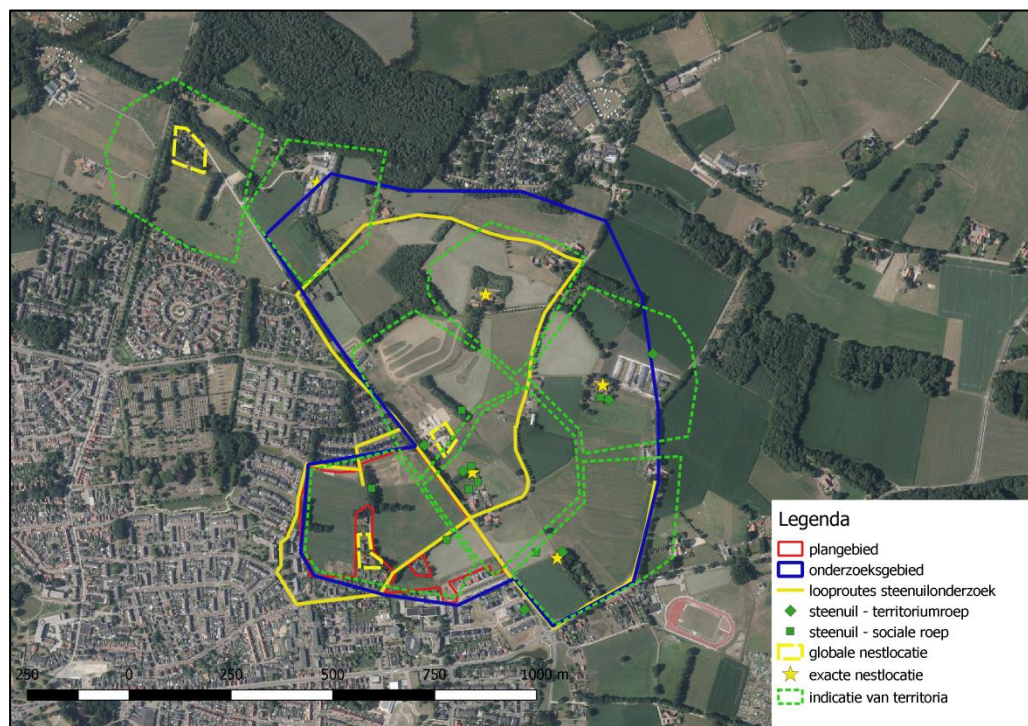 Legenda
plangebied
onderzoeksgebied
looproutes steenuilonderzoek
steenuil - territoriumroep
steenuil - sociale roep
globale nestlocatie
exacte nestlocatie
indicatie van territoria
250 0 250 500 750 1000 m